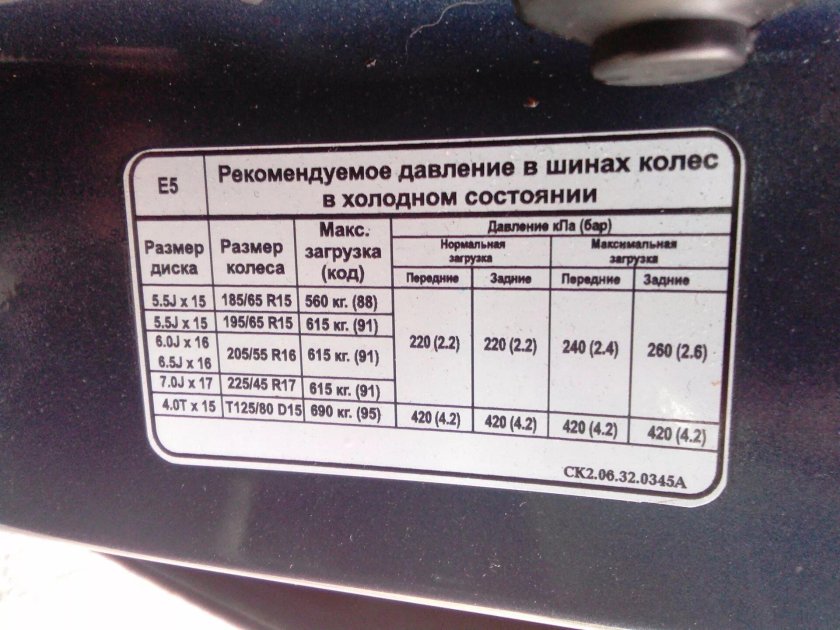 E5
Рекомендуемое давление в шинах колес
в холодном состоянии
Размер диска Размер колеса Макс. загрузка (код) Давление кПа (бар)
Нормальная загрузка Максимальная загрузка
Передние Задние Передние Задние
5.5J x 15 185/65 R15 560 кг. (88)
5.5J x 15 195/65 R15 615 кг. (91)
6.0J x 16
6.5J x 16 205/55 R16 615 кг. (91) 220 (2.2) 220 (2.2) 240 (2.4) 260 (2.6)
7.0J x 17 225/45 R17 615 кг. (91)
4.0T x 15 T125/80 D15 690 кг. (95) 420 (4.2) 420 (4.2) 420 (4.2) 420 (4.2)
CK2.06.32.0345A